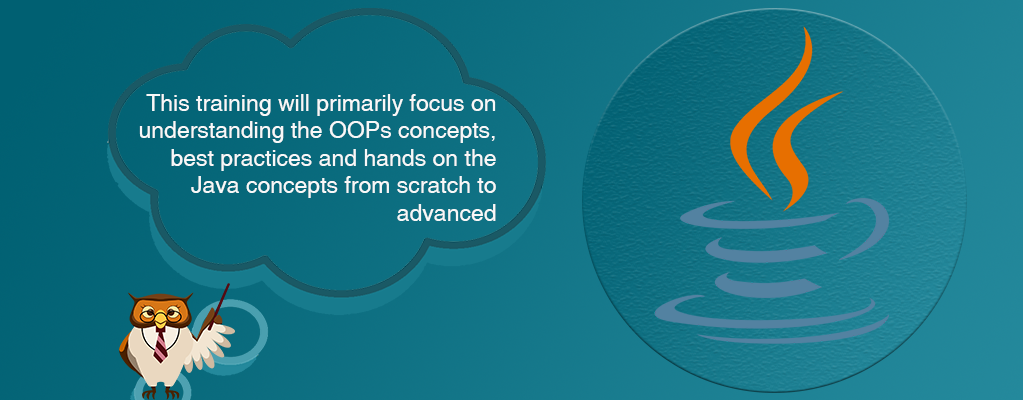 This training will primarily focus on
understanding the OOPs concepts,
best practices and hands on the
Java concepts from scratch to
advanced